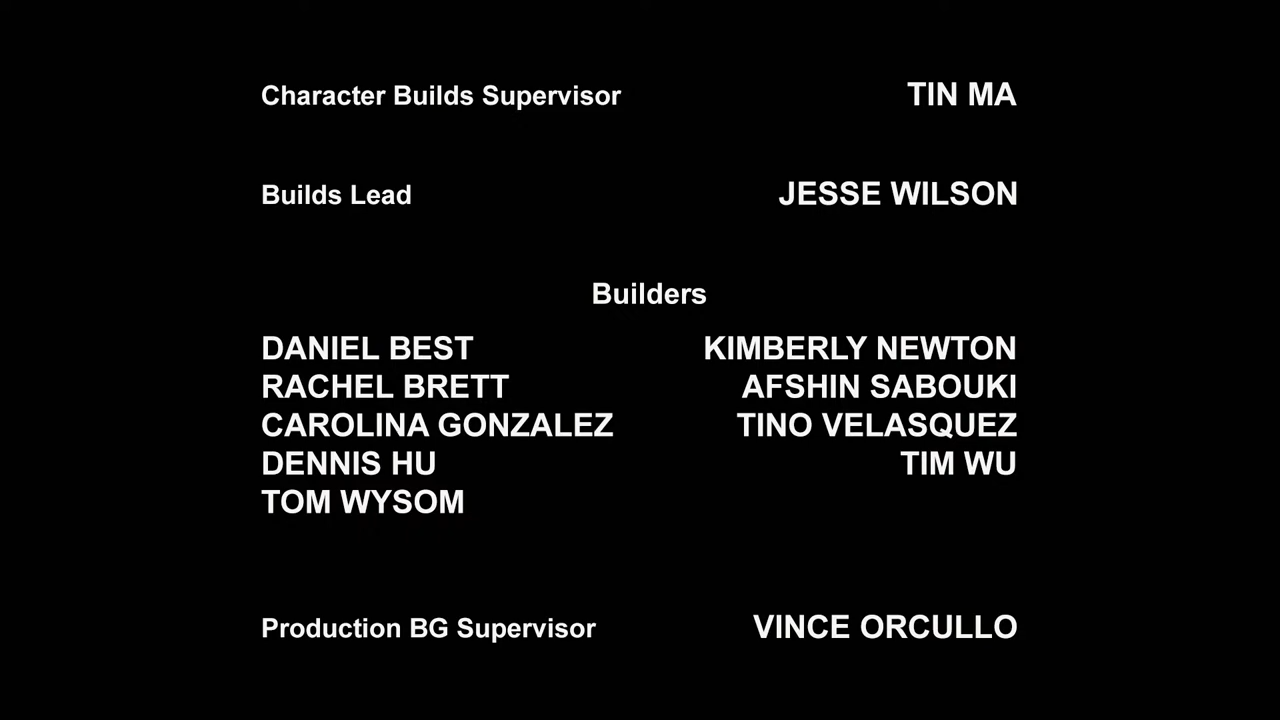 Character Builds Supervisor TIN MA
Builds Lead JESSE WILSON
Builders
DANIEL BEST KIMBERLY NEWTON
RACHEL BRETT AFSHIN SABOUKI
CAROLINA GONZALEZ TINO VELASQUEZ
DENNIS HU TIM WU
TOM WYSOM
Production BG Supervisor VINCE ORCULLO